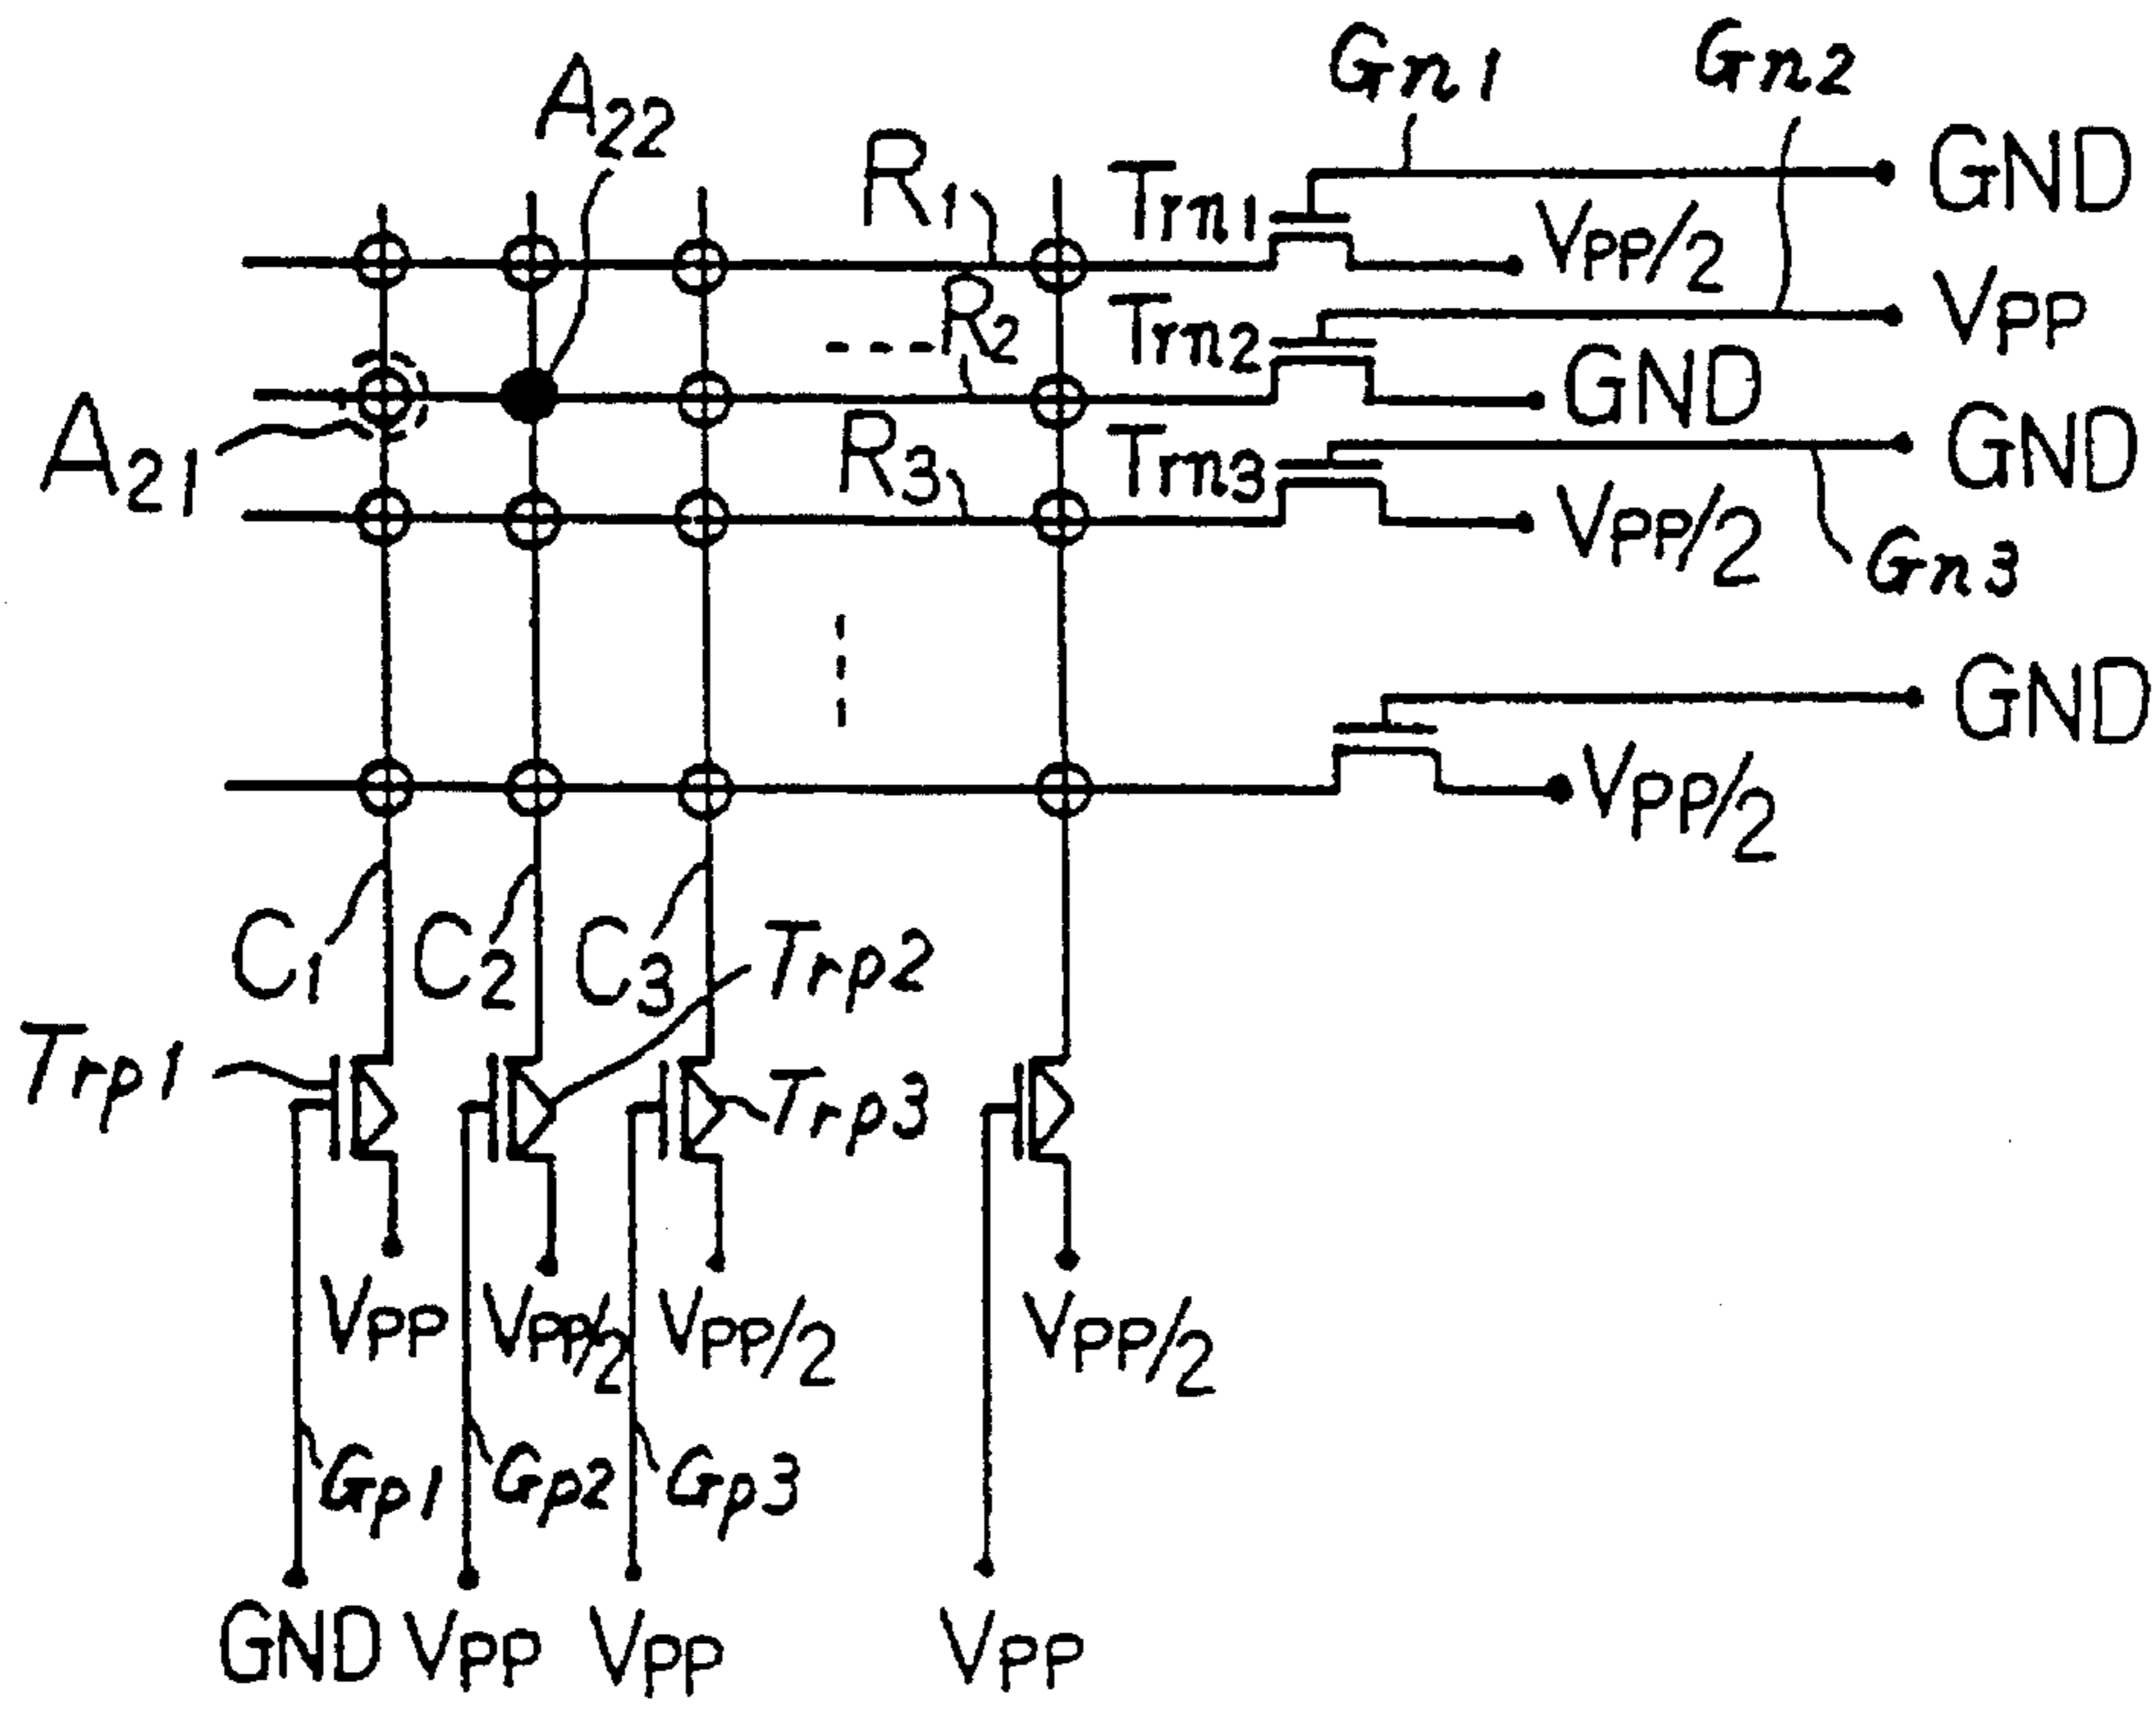 Gn1 Gn2
A22
R1 Trn1 GND
VPP/2
R2 Trn2 VPP
GND
A21 R3 Trn3 GND
VPP/2
Gn3
GND
VPP/2
C1 C2 C3 Trp2
Trp1 Trp3
VPP VPP/2 VPP/2 VPP/2
Gp1 Gp2 Gp3
GND VPP VPP VPP